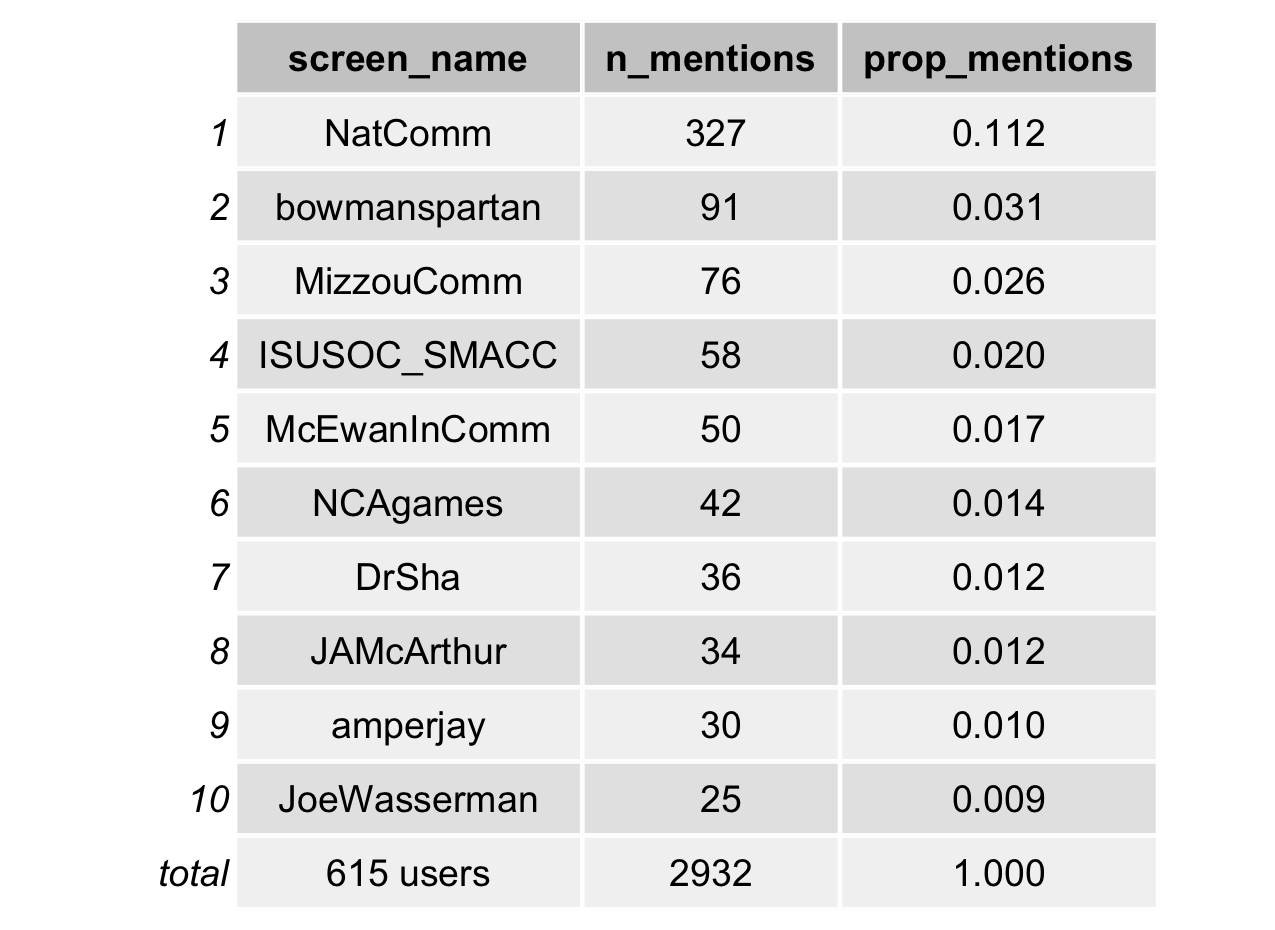 screen_name n_mentions prop_mentions
1 NatComm 327 0.112
2 bowmanspartan 91 0.031
3 MizzouComm 76 0.026
4 ISUSOC_SMACC 58 0.020
5 McEwanInComm 50 0.017
6 NCAgames 42 0.014
7 DrSha 36 0.012
8 JAMcArthur 34 0.012
9 amperjay 30 0.010
10 JoeWasserman 25 0.009
total 615 users 2932 1.000